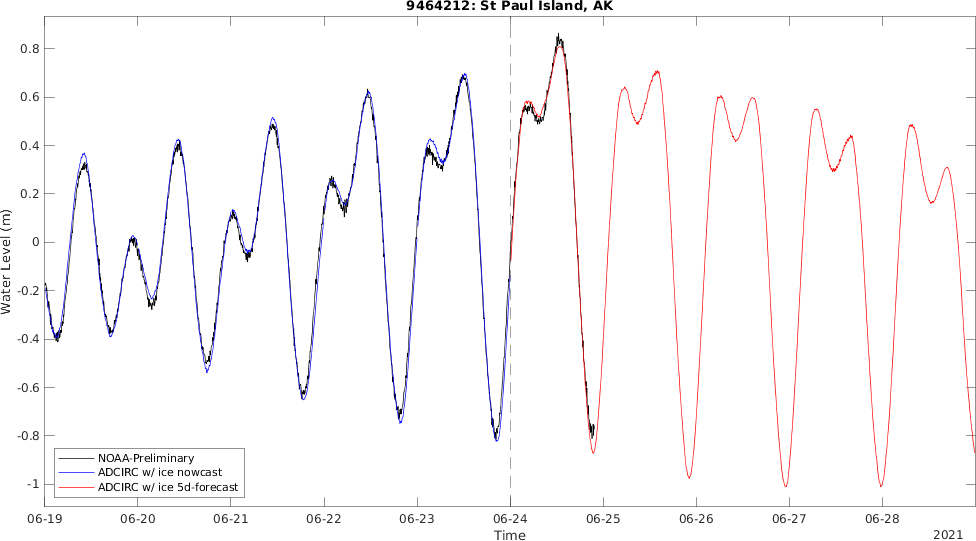 9464212: St Paul Island, AK
0.8
0.6
0.4
0.2
0
-0.2
-0.4
-0.6
-0.8
-1
Water Level (m)
NOAA-Preliminary
ADCIRC w/ ice nowcast
ADCIRC w/ ice 5d-forecast
06-19 06-20 06-21 06-22 06-23 06-24 06-25 06-26 06-27 06-28
Time
2021